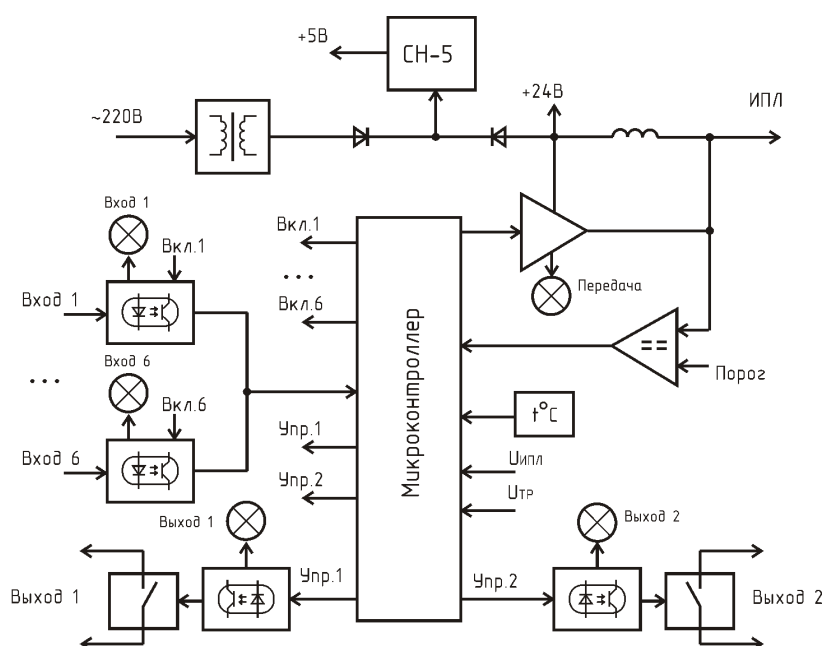 +5В
СН-5
+24В
ИПЛ
~220В
Вход 1
Вкл.1
Вкл.1
Вход 1
...
Вкл.6
Передача
Микроконтроллер
==
Порог
...
Вход 6
Вкл.6
t°C
Вход 6
Упр.1
Упр.2
Uипл
Uтр
Выход 1
Выход 2
Упр.1
Упр.2
Выход 1
Выход 2